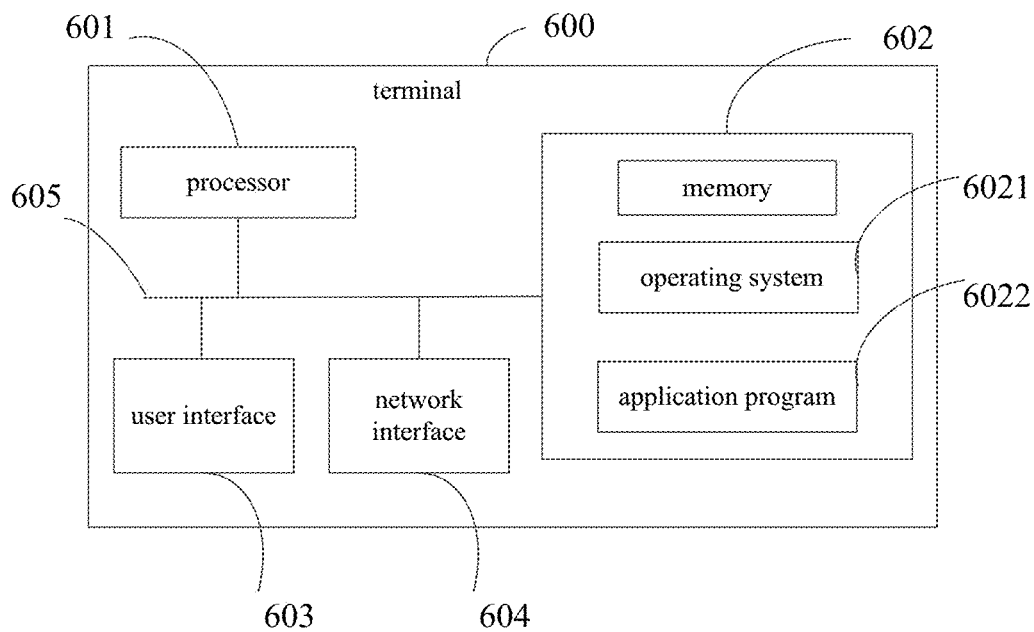 601
600
602
terminal
processor
memory
605
6021
operating system
6022
user interface
network
interface
application program
603
604